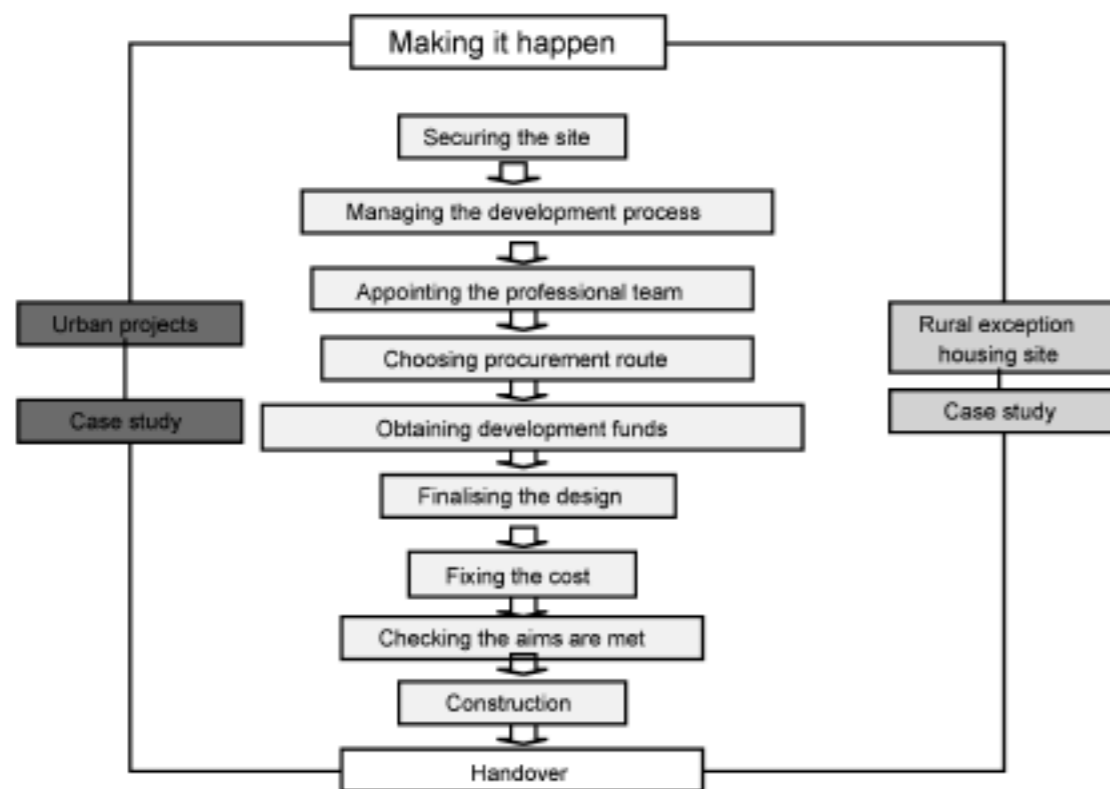 Making it happen
Securing the site
Managing the development process
Appointing the professional team
Urban projects
Rural exception
housing site
Choosing procurement route
Case study
Case study
Obtaining development funds
Finalising the design
Fixing the cost
Checking the aims are met
Construction
Handover